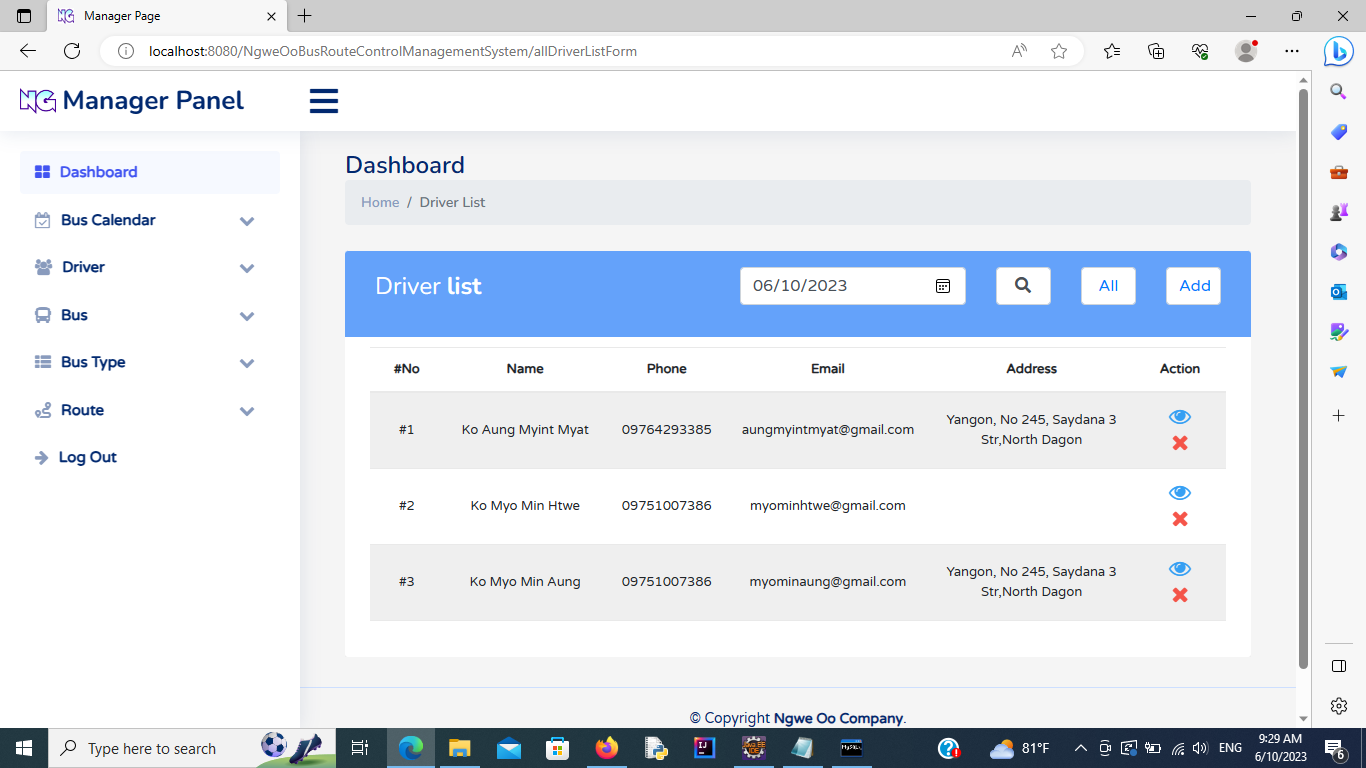 Manager Page
localhost:8080/NgweOoBusRouteControlManagementSystem/allDriverListForm
NG Manager Panel
Dashboard
Bus Calendar
Driver
Bus
Bus Type
Route
Log Out
Dashboard
Home / Driver List
Driver list
06/10/2023
All
Add
#No Name Phone Email Address Action
#1 Ko Aung Myint Myat 09764293385 aungmyintmyat@gmail.com Yangon, No 245, Saydana 3
Str,North Dagon
#2 Ko Myo Min Htwe 09751007386 myominhtwe@gmail.com
#3 Ko Myo Min Aung 09751007386 myominaung@gmail.com Yangon, No 245, Saydana 3
Str,North Dagon
© Copyright Ngwe Oo Company.
Type here to search
81°F
ENG
9:29 AM
6/10/2023
6